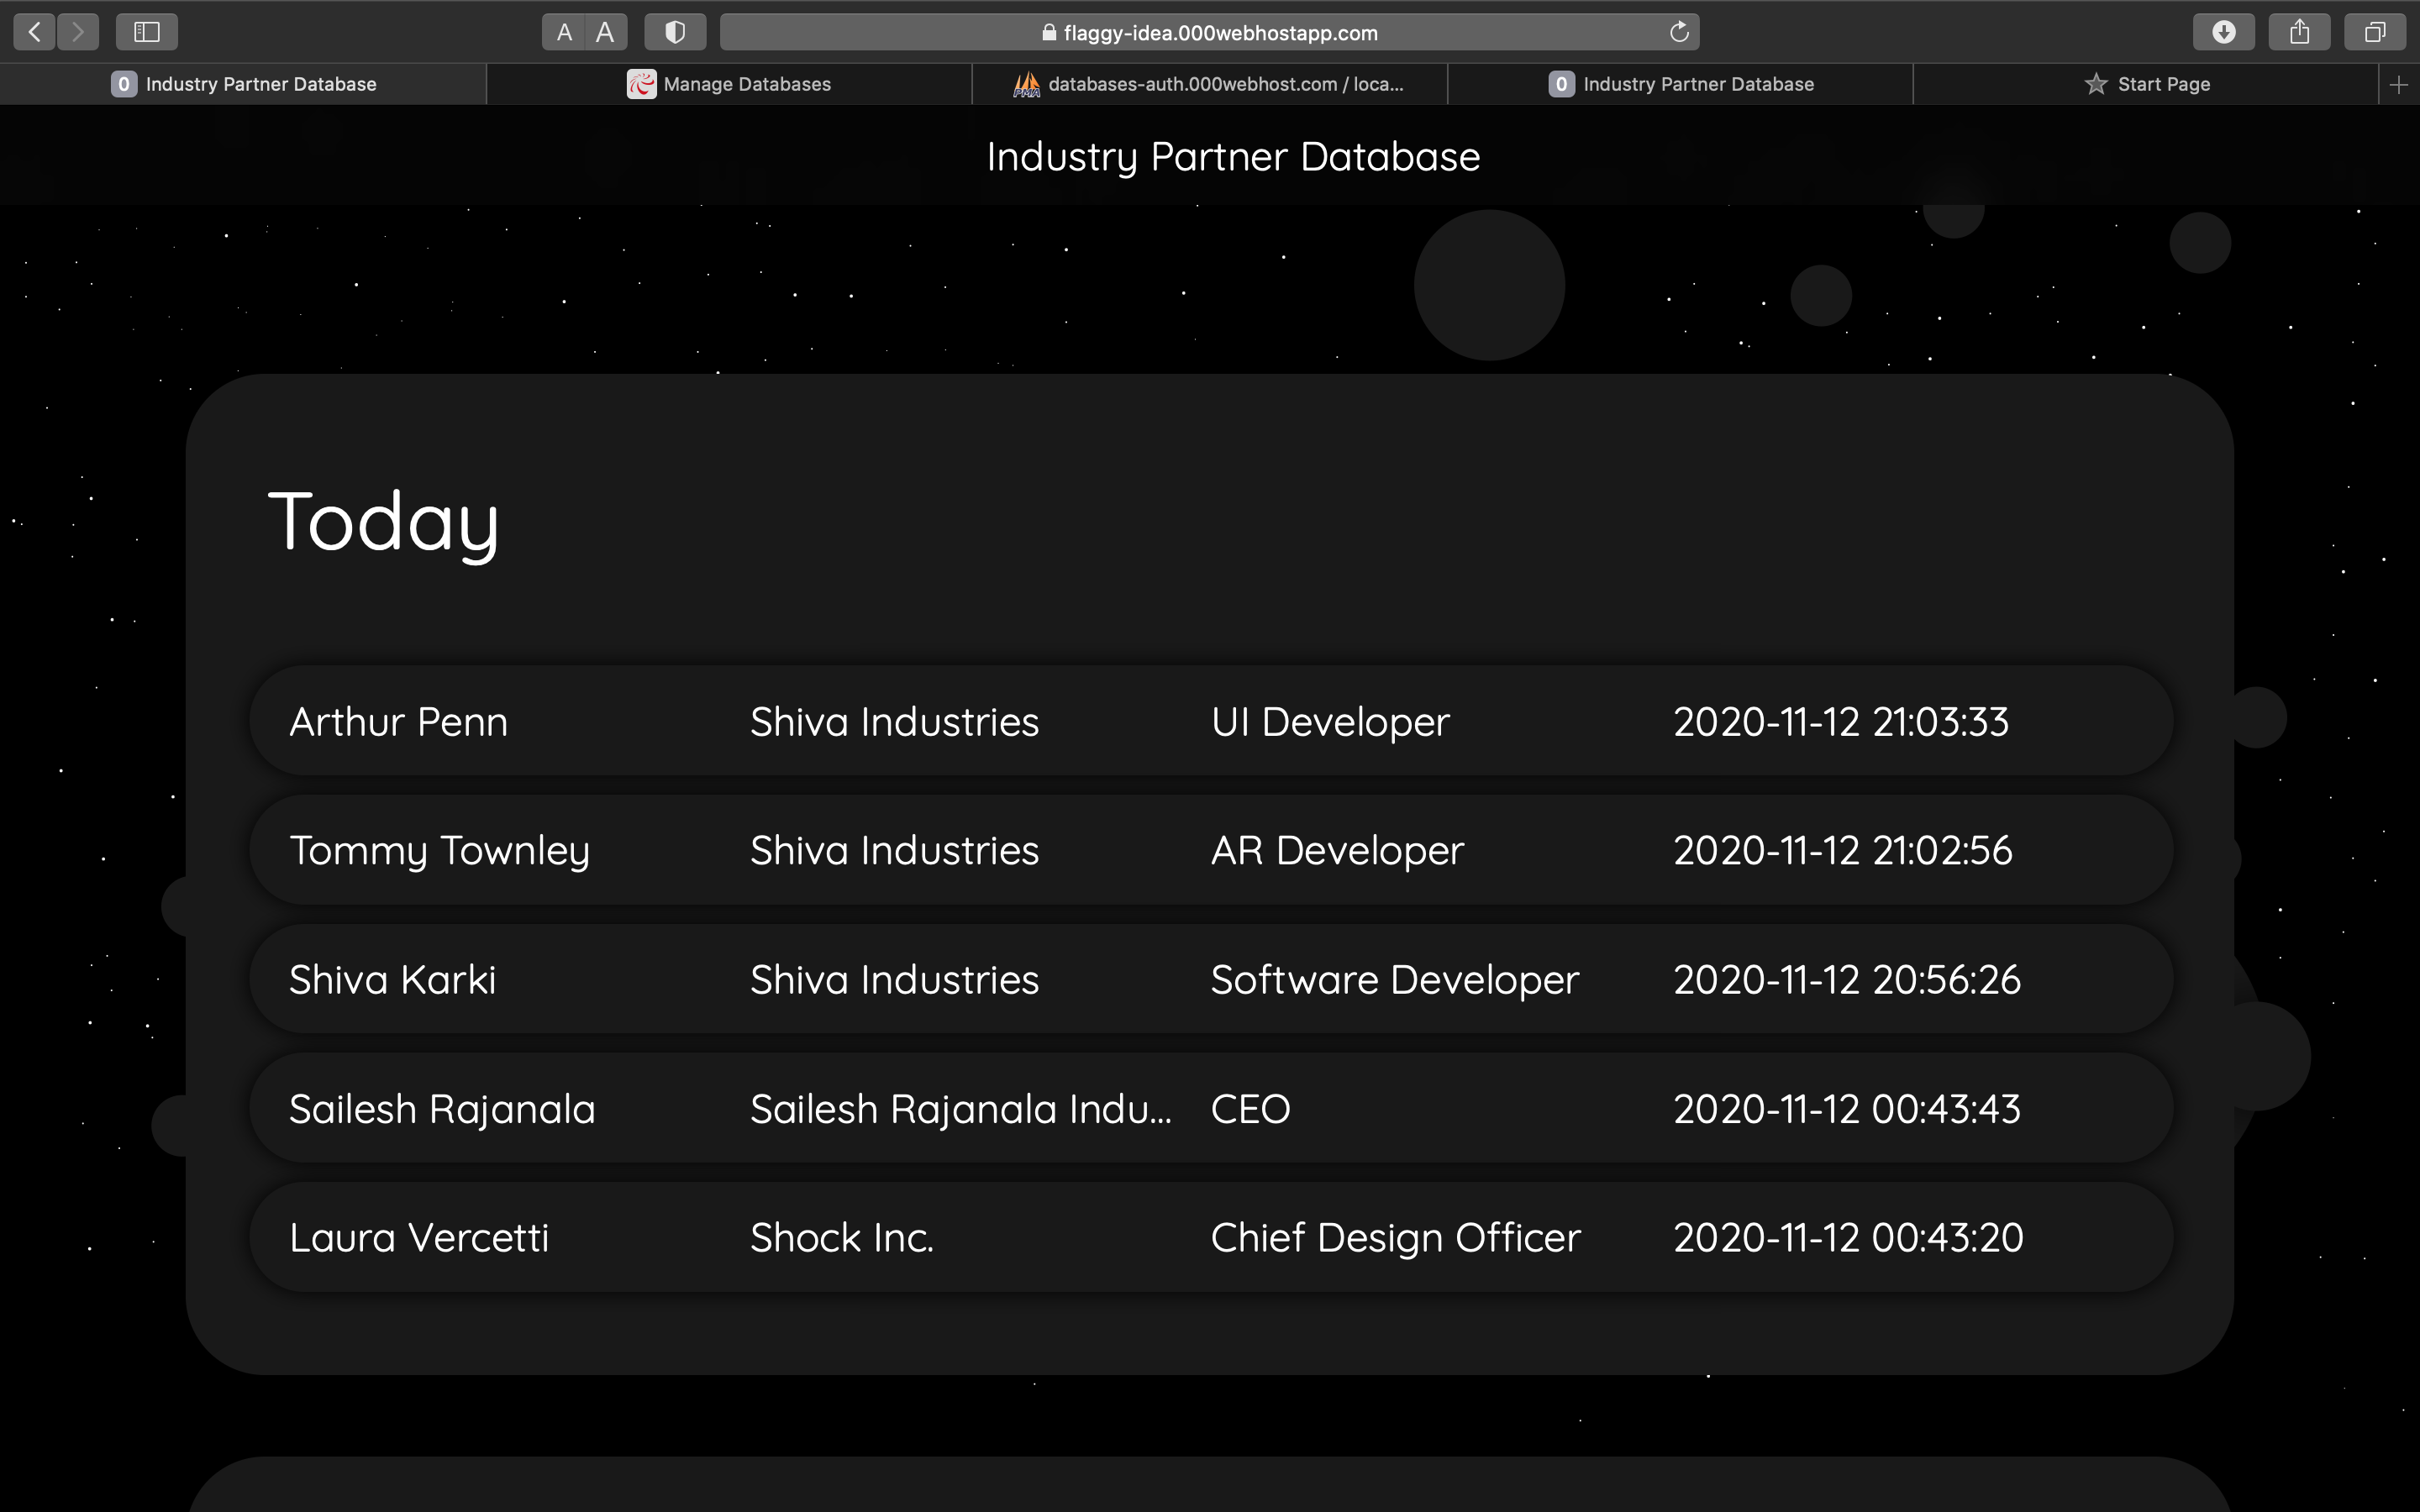 A A flaggy-idea.000webhostapp.com
0 Industry Partner Database Manage Databases PMA databases-auth.000webhost.com / loca... 0 Industry Partner Database Start Page
Industry Partner Database
Today
Arthur Penn Shiva Industries UI Developer 2020-11-12 21:03:33
Tommy Townley Shiva Industries AR Developer 2020-11-12 21:02:56
Shiva Karki Shiva Industries Software Developer 2020-11-12 20:56:26
Sailesh Rajanala Sailesh Rajanala Indu... CEO 2020-11-12 00:43:43
Laura Vercetti Shock Inc. Chief Design Officer 2020-11-12 00:43:20